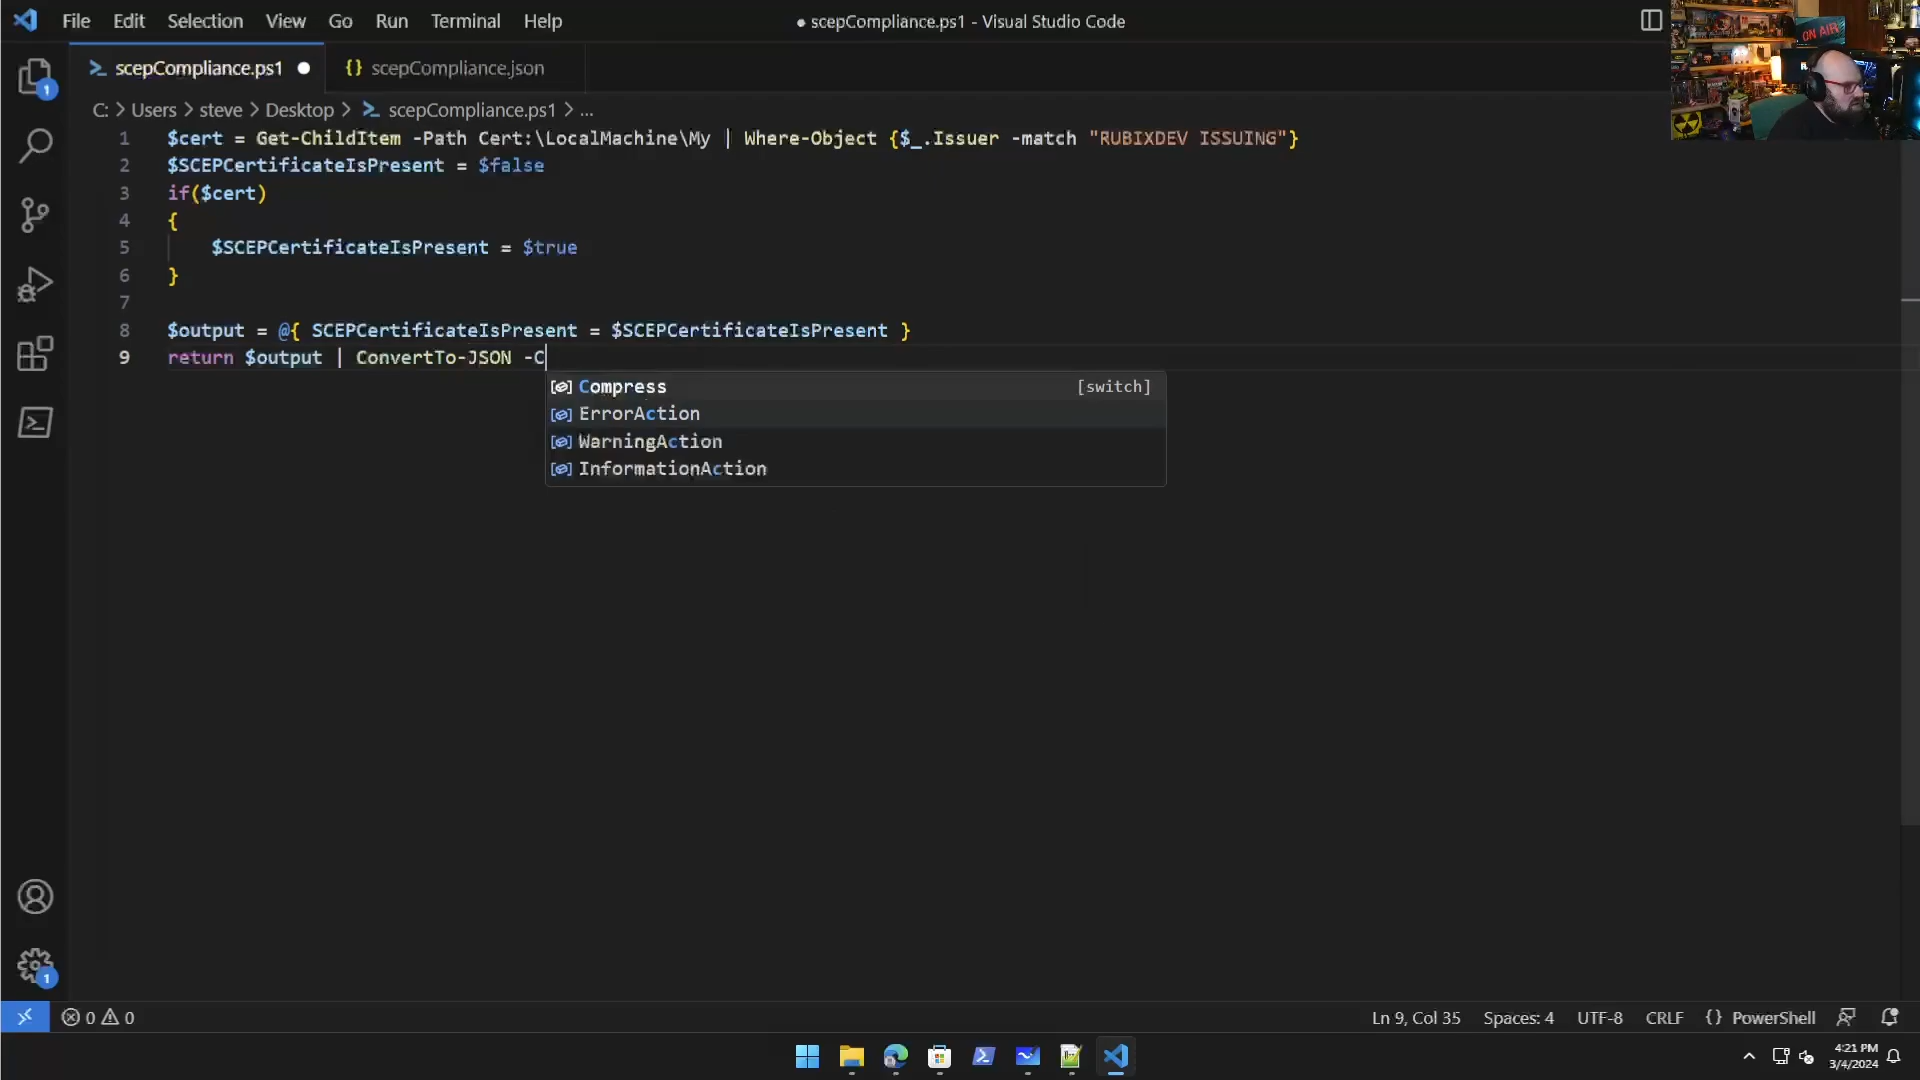 File Edit Selection View Go Run Terminal Help
● scepCompliance.ps1 - Visual Studio Code
ON AIR
scepCompliance.ps1 ●
{} scepCompliance.json
C: > Users > steve > Desktop > scepCompliance.ps1 > ...
1 $cert = Get-ChildItem -Path Cert:\LocalMachine\My | Where-Object {$_.Issuer -match "RUBIXDEV ISSUING"}
2 $SCEPCertificateIsPresent = $false
3 if($cert)
4 {
5 $SCEPCertificateIsPresent = $true
6 }
7
8 $output = @{ SCEPCertificateIsPresent = $SCEPCertificateIsPresent }
9 return $output | ConvertTo-JSON -C
Compress [switch]
ErrorAction
WarningAction
InformationAction
1
1
0 0
Ln 9, Col 35 Spaces: 4 UTF-8 CRLF {} PowerShell
4:21 PM
3/4/2024